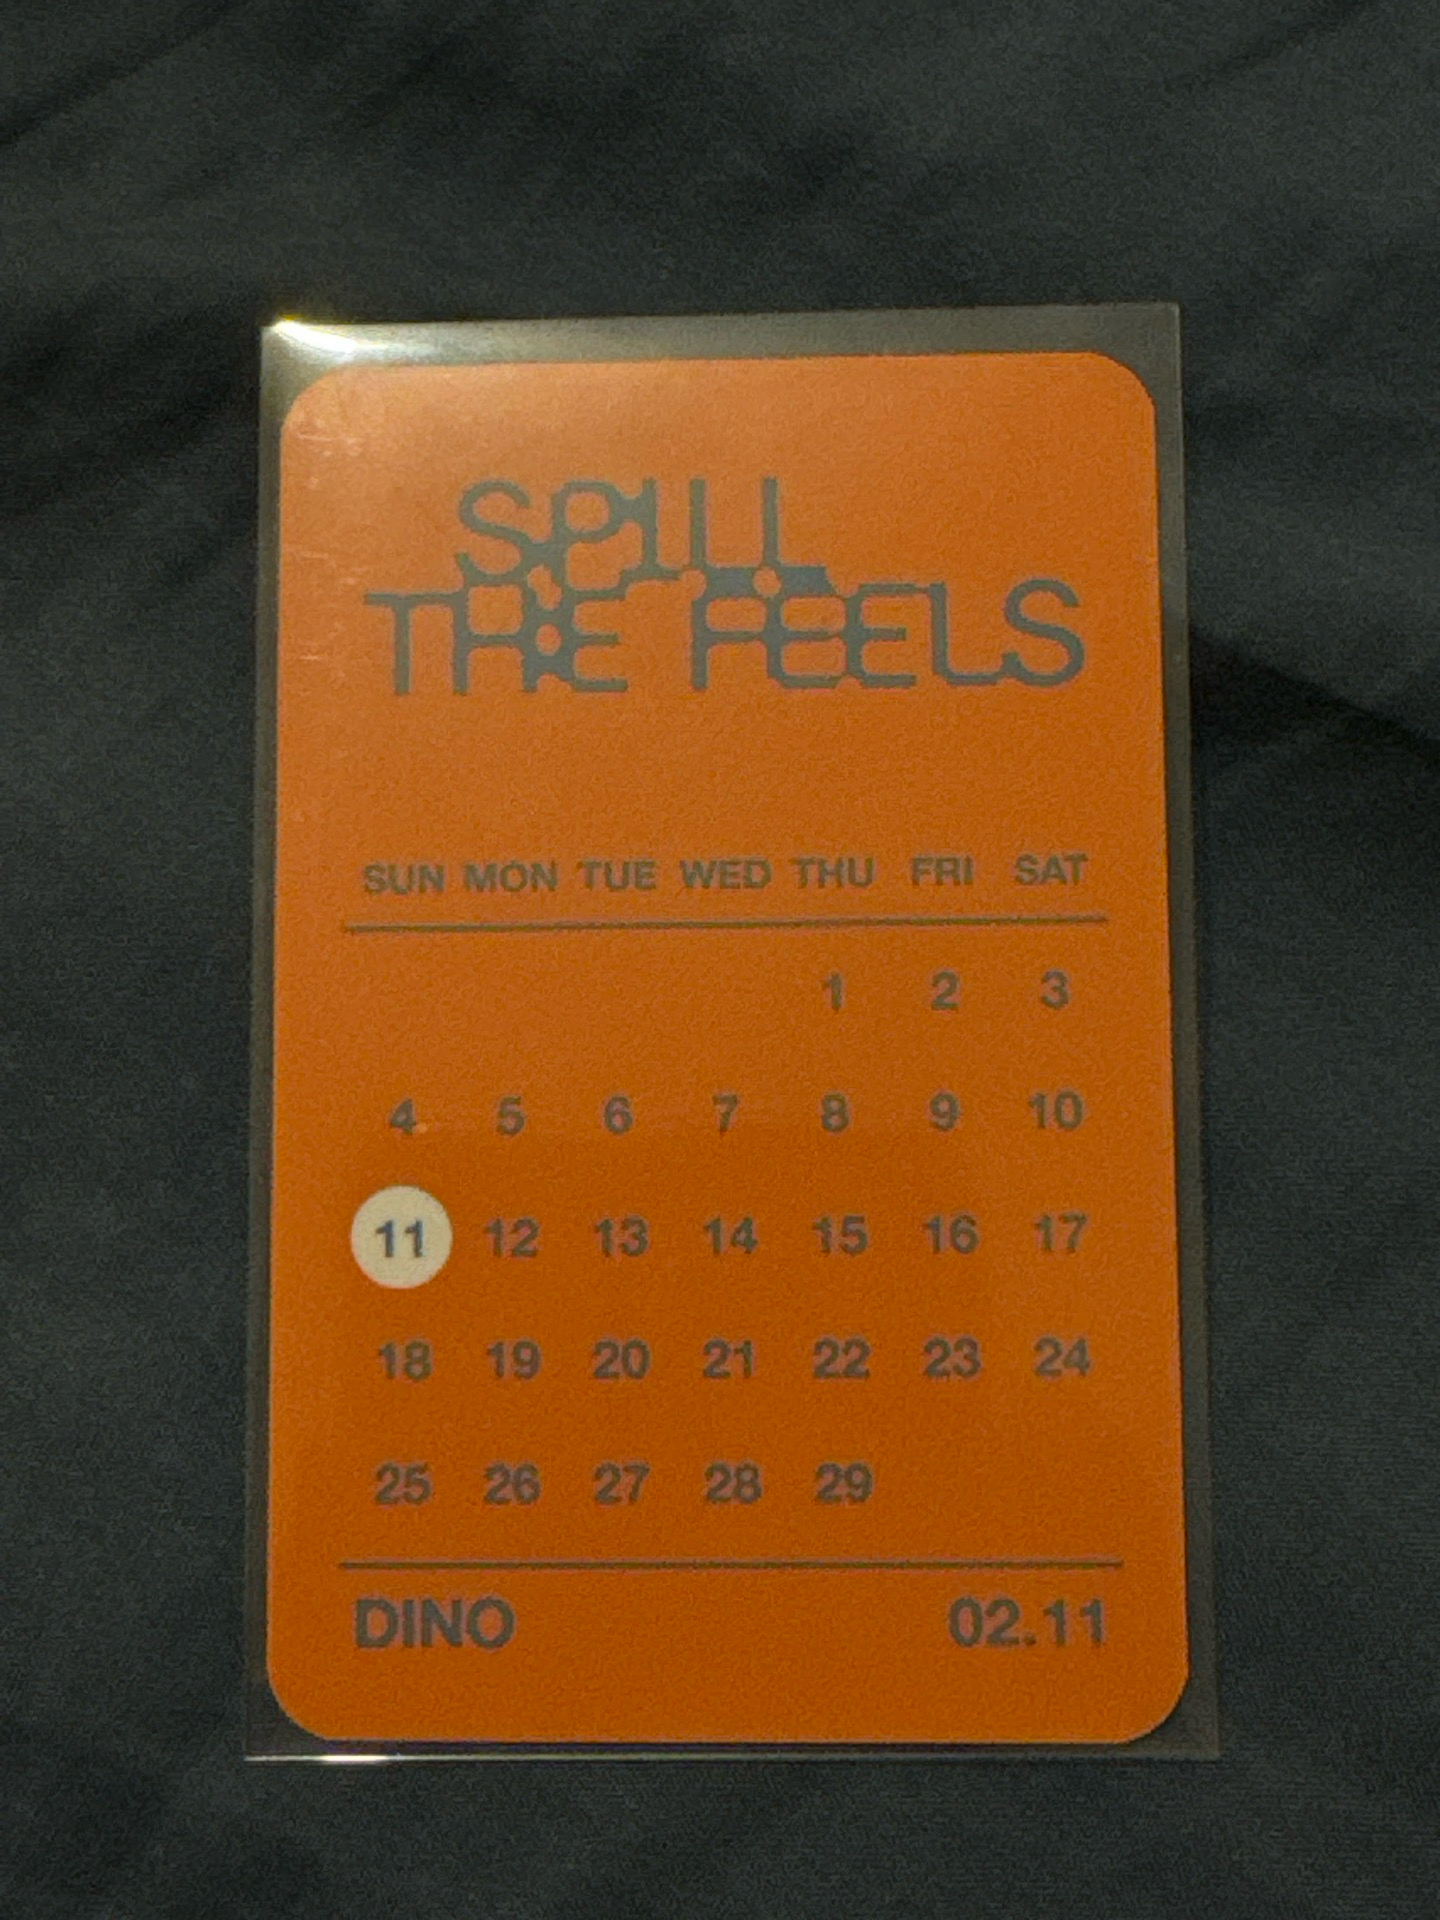 SPILL
THE FEELS
SUN MON TUE WED THU FRI SAT
1 2 3
4 5 6 7 8 9 10
11 12 13 14 15 16 17
18 19 20 21 22 23 24
25 26 27 28 29
DINO 02.11